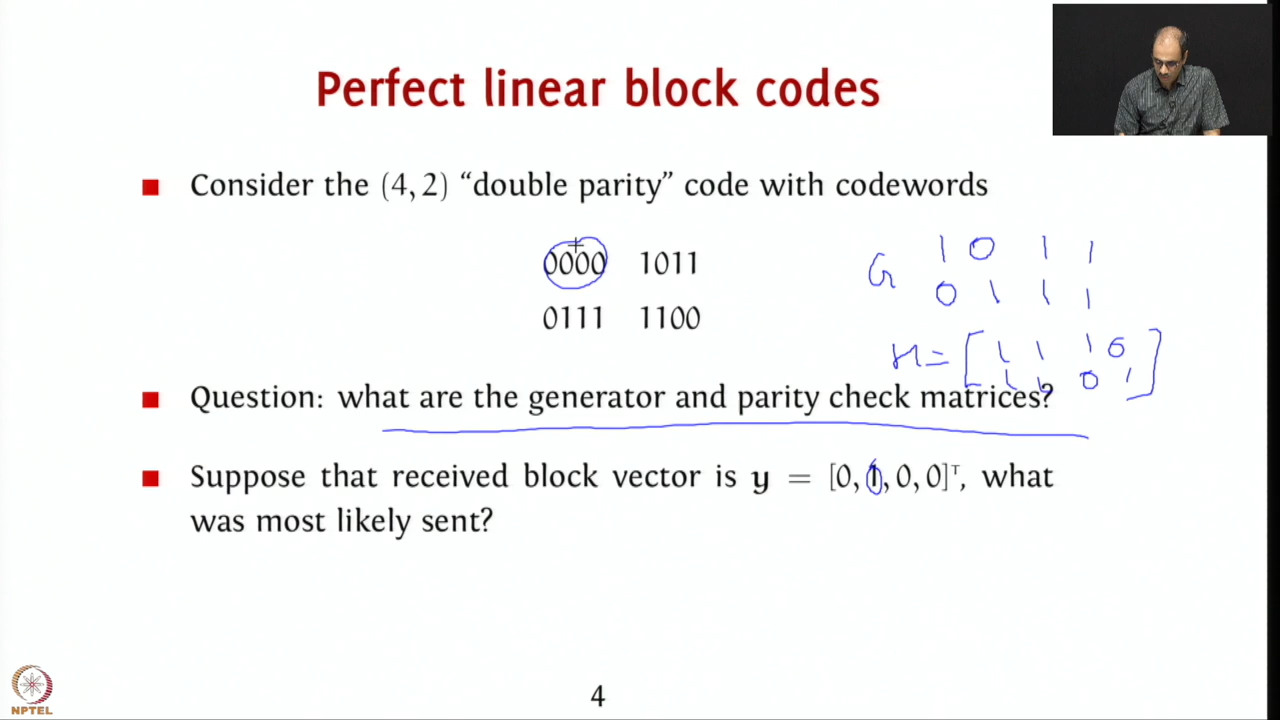 Perfect linear block codes
■ Consider the (4, 2) “double parity” code with codewords
0000 1011
0111 1100
G 1 0 1 1
0 1 1 1
H = [ 1 1 1 0
1 1 0 1 ]
■ Question: what are the generator and parity check matrices?
■ Suppose that received block vector is y = [0, 1, 0, 0]ᵀ, what
was most likely sent?
4
NPTEL